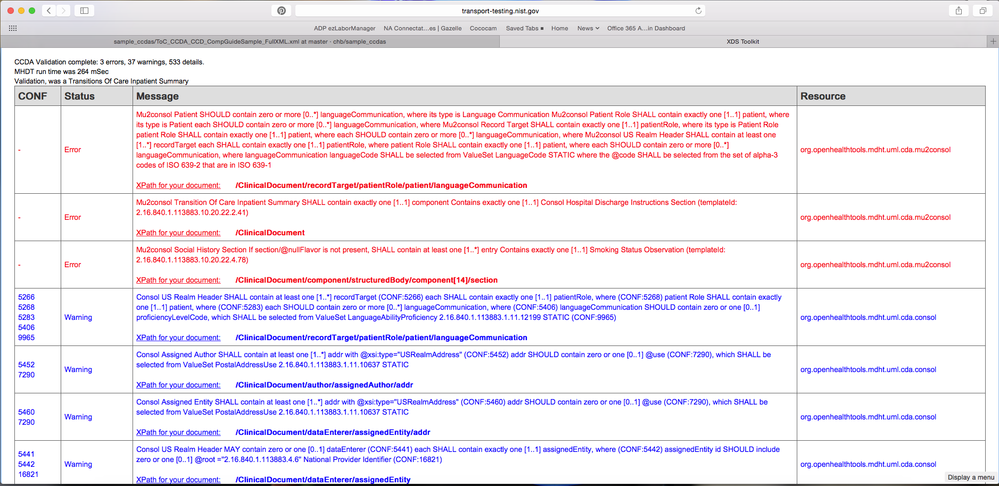 transport-testing.nist.gov
ADP ezLaborManager NA Connectat...es | Gazelle Cococam Saved Tabs Home News Office 365 A...in Dashboard
sample_ccdas/ToC_CCDA_CCD_CompGuideSample_FullXML.xml at master · chb/sample_ccdas XDS Toolkit
CCDA Validation complete: 3 errors, 37 warnings, 533 details.
MHDT run time was 264 mSec
Validation, was a Transitions Of Care Inpatient Summary
CONF Status Message Resource
Mu2consol Patient SHOULD contain zero or more [0..*] languageCommunication, where its type is Language Communication Mu2consol Patient Role SHALL contain exactly one [1..1] patient, where
its type is Patient each SHOULD contain zero or more [0..*] languageCommunication, where Mu2consol Record Target SHALL contain exactly one [1..1] patientRole, where its type is Patient Role
patient Role SHALL contain exactly one [1..1] patient, where each SHOULD contain zero or more [0..*] languageCommunication, where Mu2consol US Realm Header SHALL contain at least one
[1..*] recordTarget each SHALL contain exactly one [1..1] patientRole, where patient Role SHALL contain exactly one [1..1] patient, where each SHOULD contain zero or more [0..*]
languageCommunication, where languageCommunication languageCode SHALL be selected from ValueSet LanguageCode STATIC where the @code SHALL be selected from the set of alpha-3
codes of ISO 639-2 that are in ISO 639-1
- Error org.openhealthtools.mdht.uml.cda.mu2consol
XPath for your document: /ClinicalDocument/recordTarget/patientRole/patient/languageCommunication
Mu2consol Transition Of Care Inpatient Summary SHALL contain exactly one [1..1] component Contains exactly one [1..1] Consol Hospital Discharge Instructions Section (templateId:
2.16.840.1.113883.10.20.22.2.41)
- Error org.openhealthtools.mdht.uml.cda.mu2consol
XPath for your document: /ClinicalDocument
Mu2consol Social History Section If section/@nullFlavor is not present, SHALL contain at least one [1..*] entry Contains exactly one [1..1] Smoking Status Observation (templateId:
2.16.840.1.113883.10.20.22.4.78)
- Error org.openhealthtools.mdht.uml.cda.mu2consol
XPath for your document: /ClinicalDocument/component/structuredBody/component[14]/section
5266
5268
5283
5406
9965
Warning
Consol US Realm Header SHALL contain at least one [1..*] recordTarget (CONF:5266) each SHALL contain exactly one [1..1] patientRole, where (CONF:5268) patient Role SHALL contain exactly
one [1..1] patient, where (CONF:5283) each SHOULD contain zero or more [0..*] languageCommunication, where (CONF:5406) languageCommunication SHOULD contain zero or one [0..1]
proficiencyLevelCode, which SHALL be selected from ValueSet LanguageAbilityProficiency 2.16.840.1.113883.1.11.12199 STATIC (CONF:9965)
XPath for your document: /ClinicalDocument/recordTarget/patientRole/patient/languageCommunication
org.openhealthtools.mdht.uml.cda.consol
5452
7290
Warning
Consol Assigned Author SHALL contain at least one [1..*] addr with @xsi:type="USRealmAddress" (CONF:5452) addr SHOULD contain zero or one [0..1] @use (CONF:7290), which SHALL be
selected from ValueSet PostalAddressUse 2.16.840.1.113883.1.11.10637 STATIC
XPath for your document: /ClinicalDocument/author/assignedAuthor/addr
org.openhealthtools.mdht.uml.cda.consol
5460
7290
Warning
Consol Assigned Entity SHALL contain at least one [1..*] addr with @xsi:type="USRealmAddress" (CONF:5460) addr SHOULD contain zero or one [0..1] @use (CONF:7290), which SHALL be
selected from ValueSet PostalAddressUse 2.16.840.1.113883.1.11.10637 STATIC
XPath for your document: /ClinicalDocument/dataEnterer/assignedEntity/addr
org.openhealthtools.mdht.uml.cda.consol
5441
5442
16821
Warning
Consol US Realm Header MAY contain zero or one [0..1] dataEnterer (CONF:5441) each SHALL contain exactly one [1..1] assignedEntity, where (CONF:5442) assignedEntity id SHOULD include
zero or one [0..1] @root ="2.16.840.1.113883.4.6" National Provider Identifier (CONF:16821)
XPath for your document: /ClinicalDocument/dataEnterer/assignedEntity
org.openhealthtools.mdht.uml.cda.consol
Display a menu